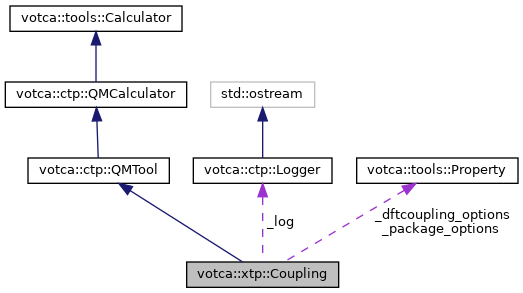 votca::tools::Calculator
votca::ctp::QMCalculator
std::ostream
votca::ctp::QMTool
votca::ctp::Logger
votca::tools::Property
_log
_dftcoupling_options
_package_options
votca::xtp::Coupling